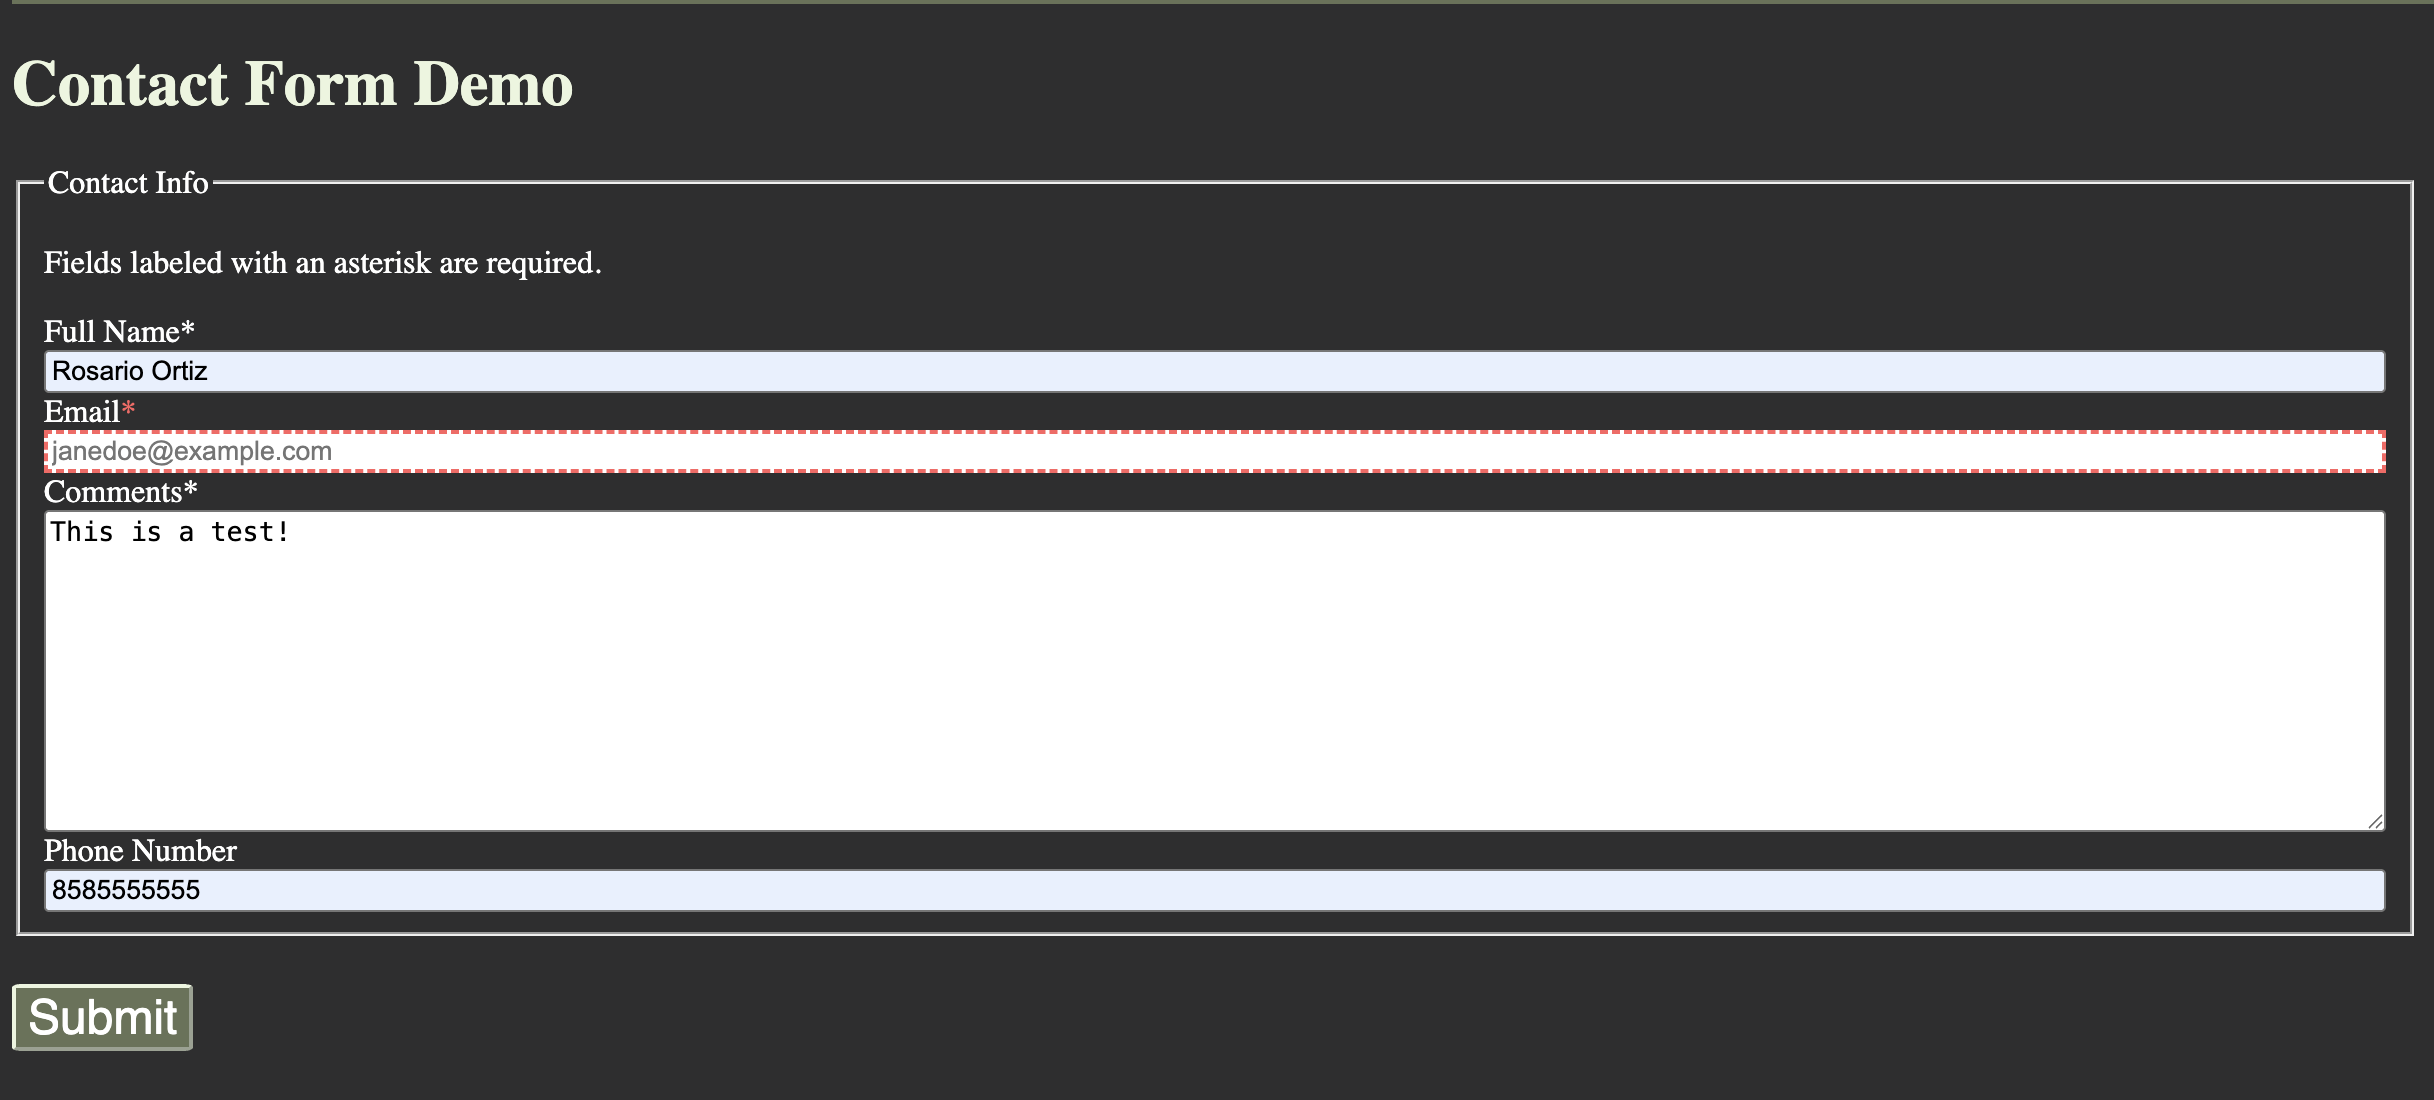 Contact Form Demo
Contact Info
Fields labeled with an asterisk are required.
Full Name*
Rosario Ortiz
Email*
janedoe@example.com
Comments*
This is a test!
Phone Number
8585555555
Submit